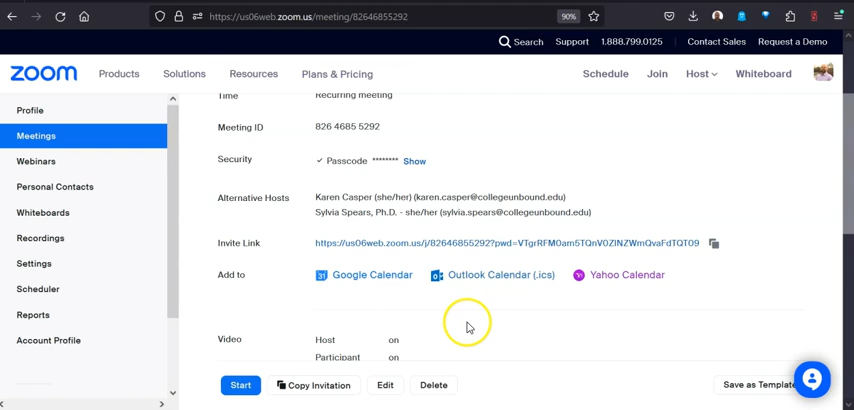 https://us06web.zoom.us/meeting/82646855292
90%
Search Support 1.888.799.0125 Contact Sales Request a Demo
zoom Products Solutions Resources Plans & Pricing Schedule Join Host Whiteboard
Profile
Meetings
Webinars
Personal Contacts
Whiteboards
Recordings
Settings
Scheduler
Reports
Account Profile
Time Recurring meeting
Meeting ID 826 4685 5292
Security ✓ Passcode ******** Show
Alternative Hosts Karen Casper (she/her) (karen.casper@collegeunbound.edu)
Sylvia Spears, Ph.D. - she/her (sylvia.spears@collegeunbound.edu)
Invite Link https://us06web.zoom.us/j/82646855292?pwd=VTgrRFM0am5TQnV0ZlNZWmQvaFdTQT09
Add to 31 Google Calendar Outlook Calendar (.ics) Yahoo Calendar
Video Host on
Participant on
Start Copy Invitation Edit Delete Save as Template